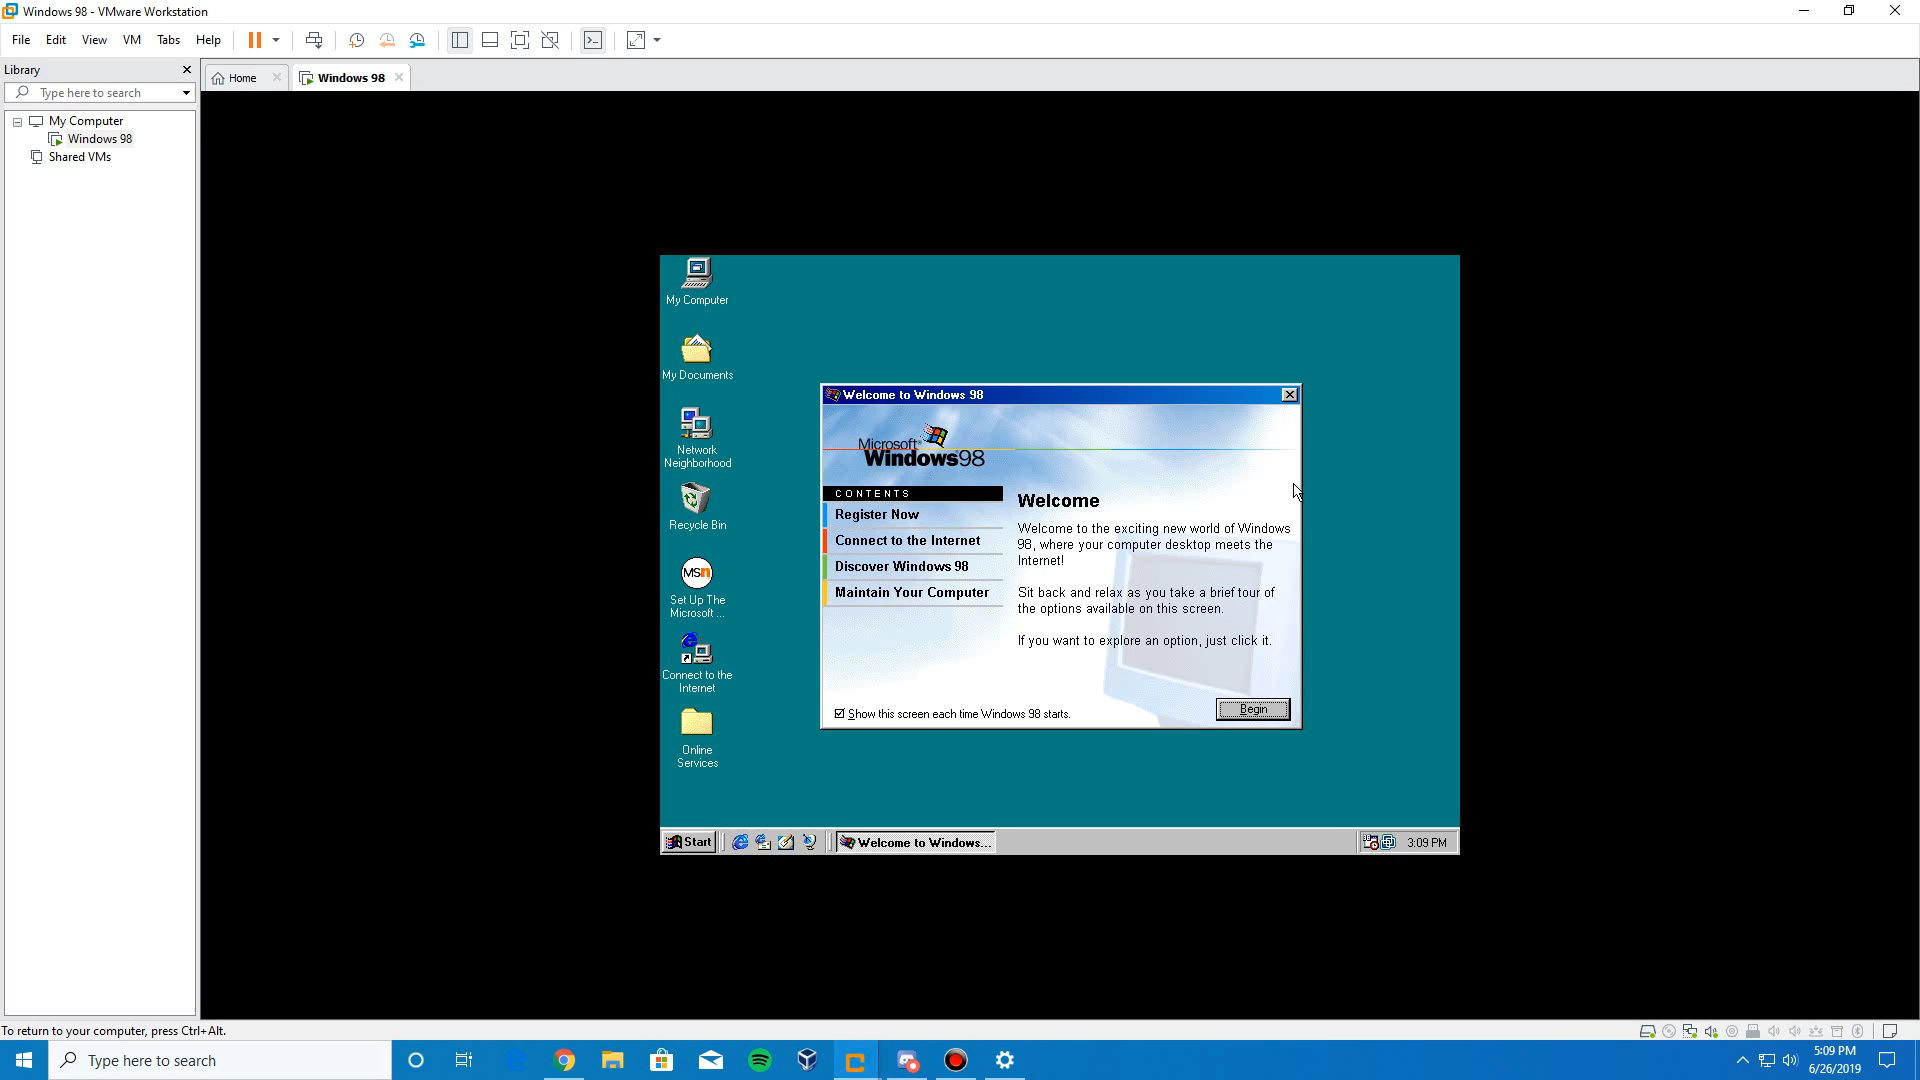 Windows 98 - VMware Workstation
File Edit View VM Tabs Help
Library
Type here to search
My Computer
Windows 98
Shared VMs
Home
Windows 98
My Computer
My Documents
Network
Neighborhood
Recycle Bin
msn
Set Up The
Microsoft ...
Connect to the
Internet
Online
Services
Welcome to Windows 98
Microsoft
Windows98
CONTENTS
Register Now
Connect to the Internet
Discover Windows 98
Maintain Your Computer
Welcome
Welcome to the exciting new world of Windows
98, where your computer desktop meets the
Internet!
Sit back and relax as you take a brief tour of
the options available on this screen.
If you want to explore an option, just click it.
Show this screen each time Windows 98 starts.
Begin
Start
Welcome to Windows...
3:09 PM
To return to your computer, press Ctrl+Alt.
Type here to search
5:09 PM
6/26/2019